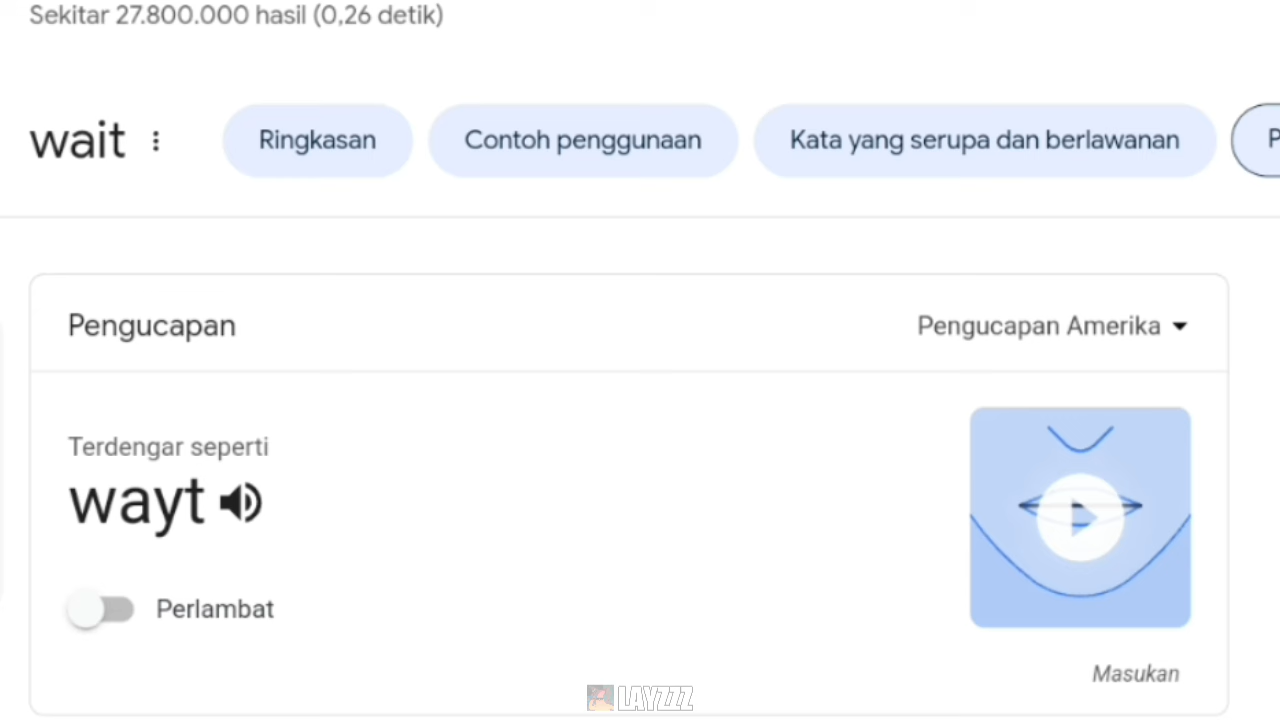 Sekitar 27.800.000 hasil (0,26 detik)
wait
Ringkasan
Contoh penggunaan
Kata yang serupa dan berlawanan
P
Pengucapan
Pengucapan Amerika
Terdengar seperti
wayt
Perlambat
Masukan
LAYZZZ